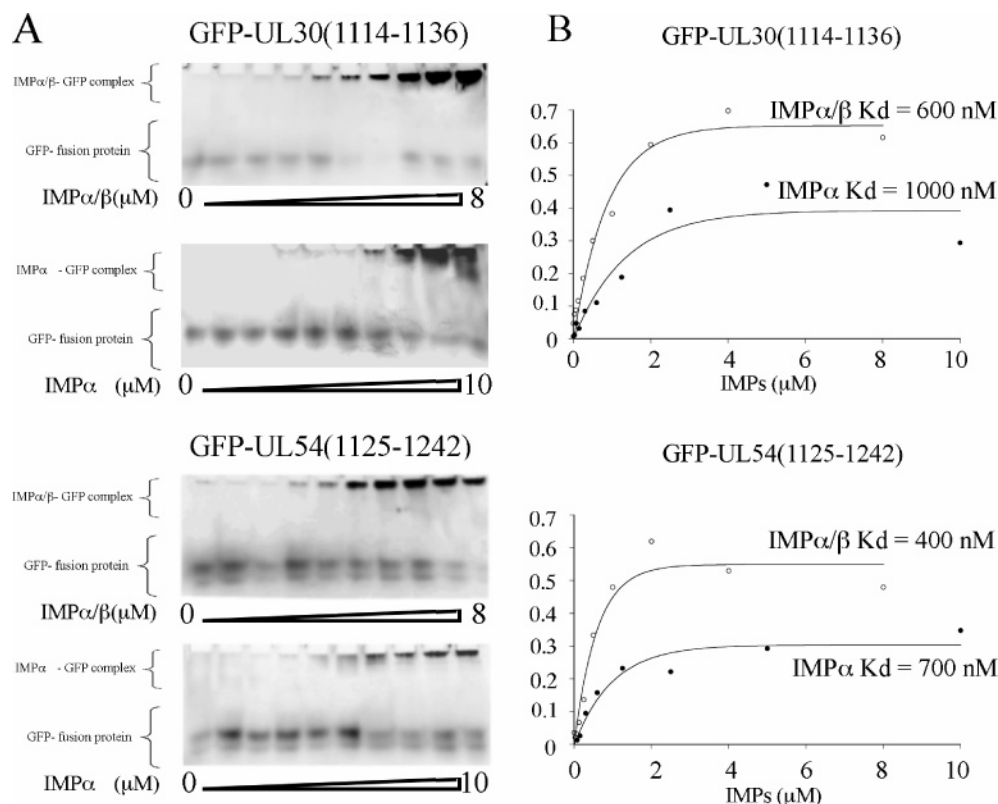 A
GFP-UL30(1114-1136)
IMPα/β- GFP complex
GFP- fusion protein
IMPα/β(μM)
0
8
IMPα - GFP complex
GFP- fusion protein
IMPα (μM)
0
10
GFP-UL54(1125-1242)
IMPα/β- GFP complex
GFP- fusion protein
IMPα/β(μM)
0
8
IMPα - GFP complex
GFP- fusion protein
IMPα (μM)
0
10
B
GFP-UL30(1114-1136)
0.7
0.6
0.5
0.4
0.3
0.2
0.1
0
IMPα/β Kd = 600 nM
IMPα Kd = 1000 nM
0 2 4 6 8 10
IMPs (μM)
GFP-UL54(1125-1242)
0.7
0.6
0.5
0.4
0.3
0.2
0.1
0
IMPα/β Kd = 400 nM
IMPα Kd = 700 nM
0 2 4 6 8 10
IMPs (μM)